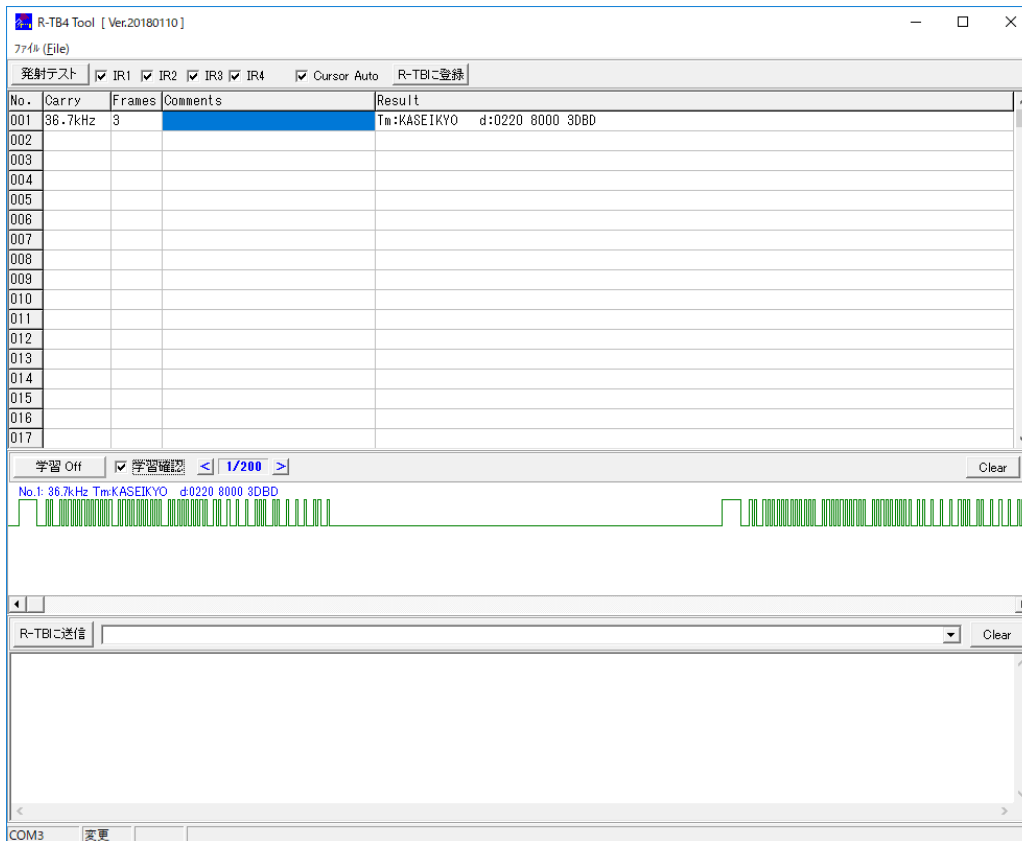 R-TB4 Tool [ Ver.20180110 ]
ﾌｧｲﾙ (File)
発射テスト IR1 IR2 IR3 IR4 Cursor Auto R-TBに登録
No. Carry Frames Comments Result
001 36.7kHz 3 Tm:KASEIKYO d:0220 8000 3DBD
002
003
004
005
006
007
008
009
010
011
012
013
014
015
016
017
学習 Off 学習確認 < 1/200 > Clear
No.1: 36.7kHz Tm:KASEIKYO d:0220 8000 3DBD
R-TBに送信 Clear
COM3 変更